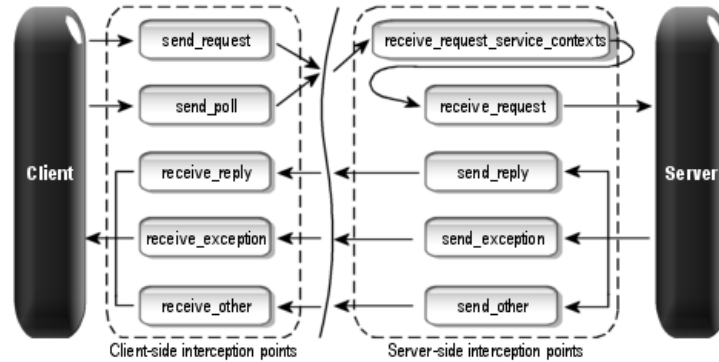 send_request
receive_request_service_contexts
send_poll
receive_request
Client
receive_reply
send_reply
Server
receive_exception
send_exception
receive_other
send_other
Client-side interception points
Server-side interception points